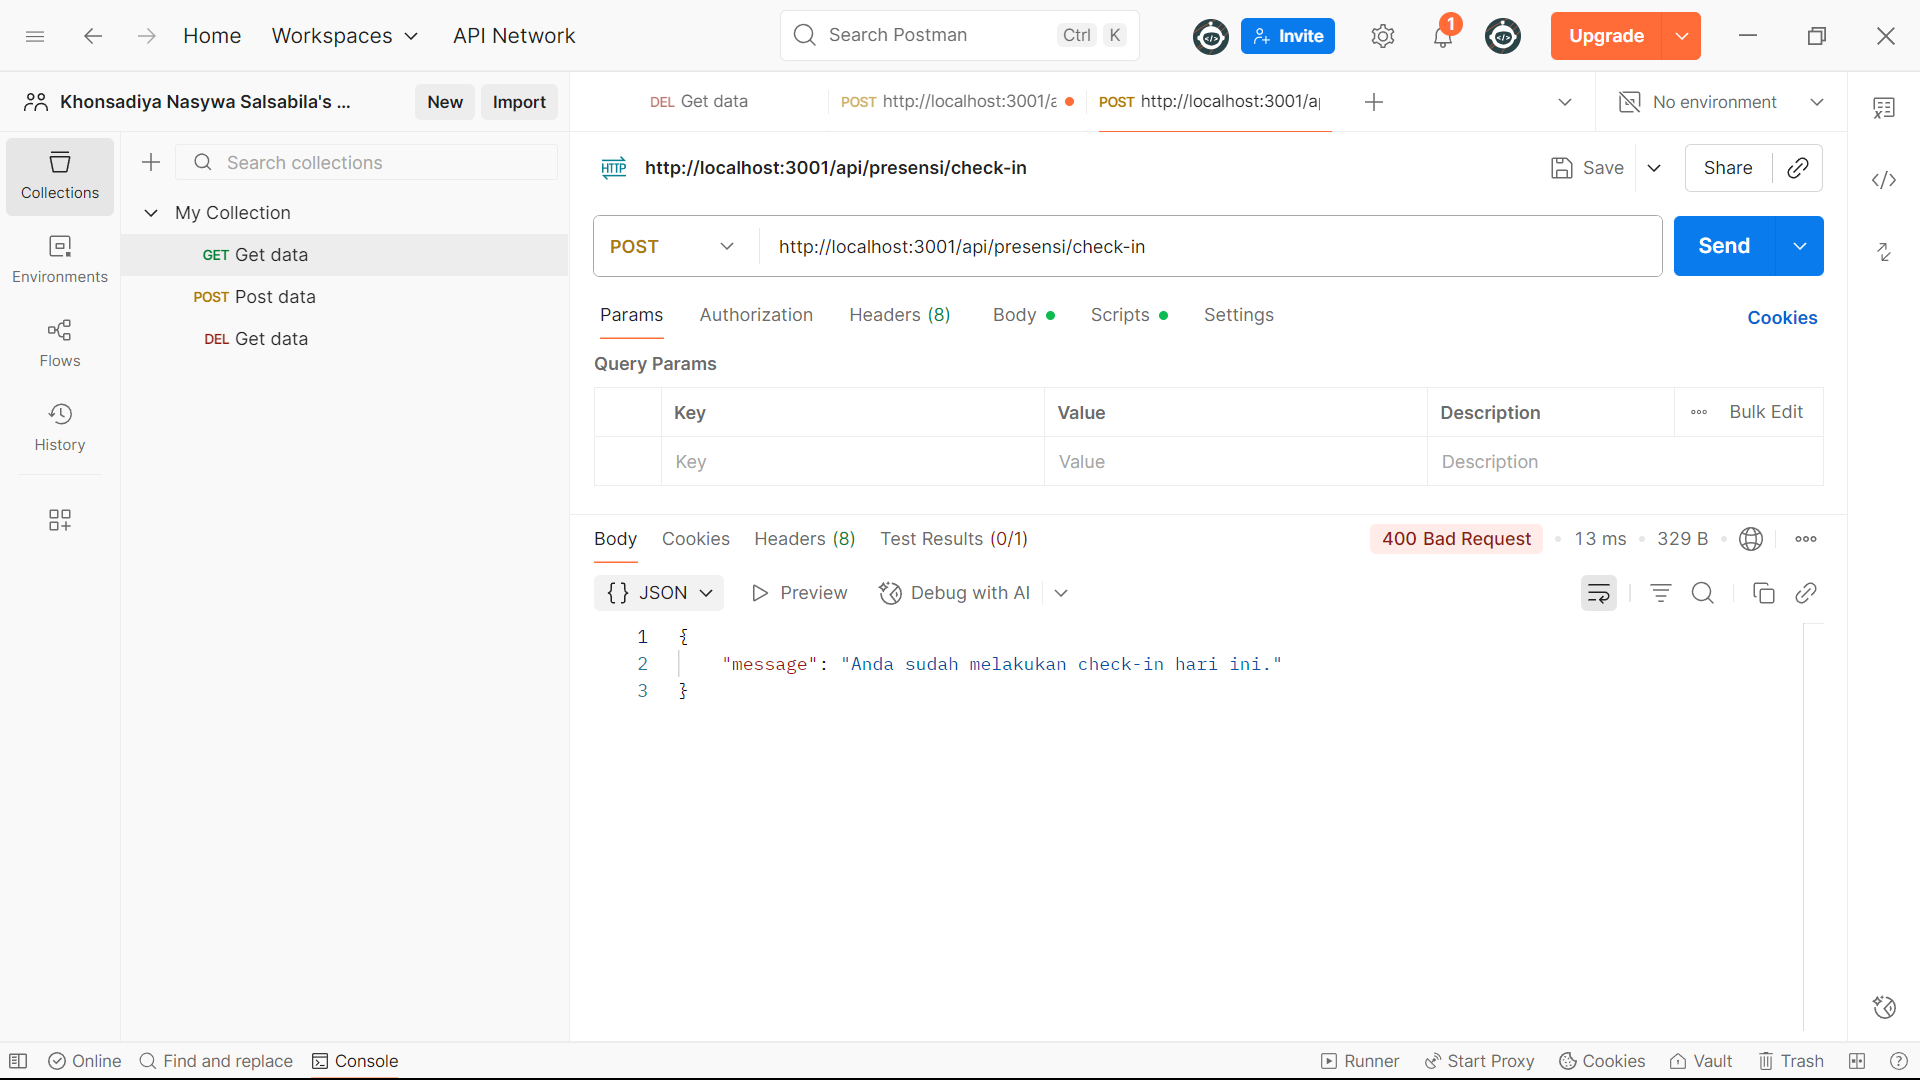 Home
Workspaces
API Network
Search Postman
Ctrl
K
Invite
1
Upgrade
Khonsadiya Nasywa Salsabila's ...
New
Import
DEL Get data
POST http://localhost:3001/a
POST http://localhost:3001/ap
No environment
Collections
Environments
Flows
History
Search collections
My Collection
GET Get data
POST Post data
DEL Get data
HTTP
http://localhost:3001/api/presensi/check-in
Save
Share
POST
http://localhost:3001/api/presensi/check-in
Send
Params
Authorization
Headers (8)
Body
Scripts
Settings
Cookies
Query Params
Key
Value
Description
Bulk Edit
Key
Value
Description
Body
Cookies
Headers (8)
Test Results (0/1)
400 Bad Request
13 ms
329 B
{} JSON
Preview
Debug with AI
1 {
2 "message": "Anda sudah melakukan check-in hari ini."
3 }
Online
Find and replace
Console
Runner
Start Proxy
Cookies
Vault
Trash